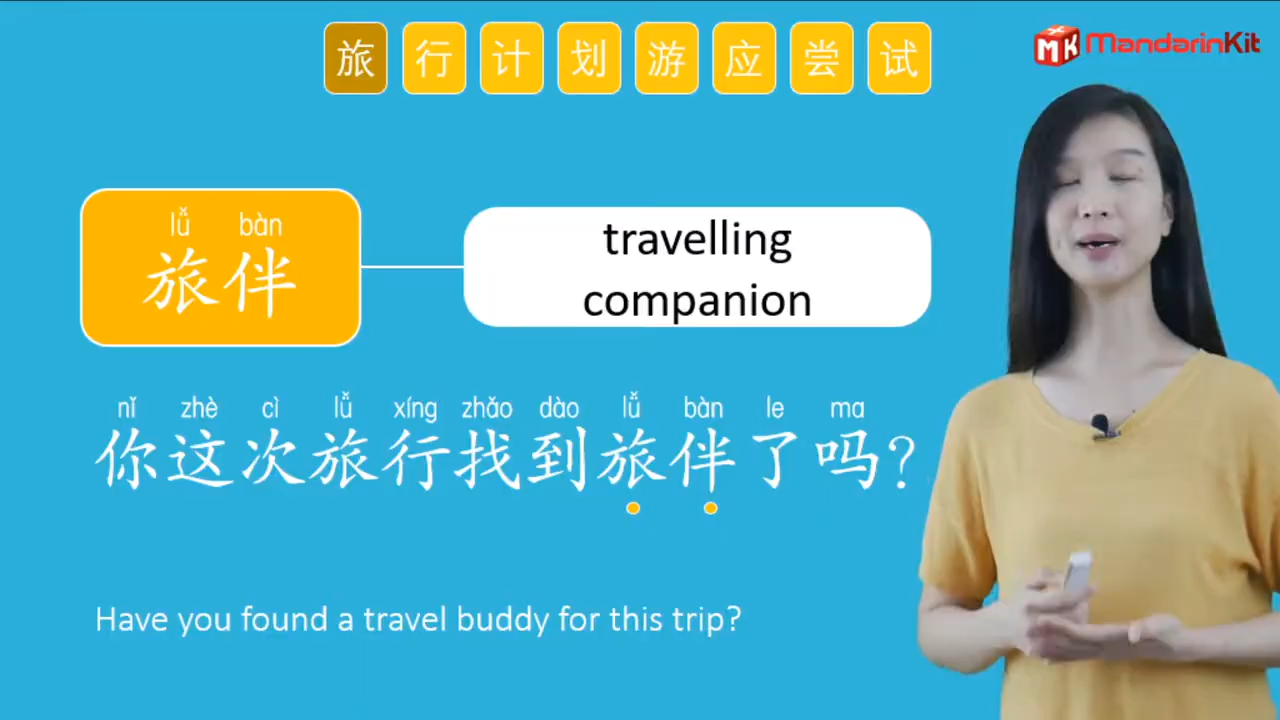 旅 行 计 划 游 应 尝 试
MK MandarinKit
lǚ bàn
旅伴
travelling
companion
nǐ zhè cì lǚ xíng zhǎo dào lǚ bàn le ma
你这次旅行找到旅伴了吗?
Have you found a travel buddy for this trip?